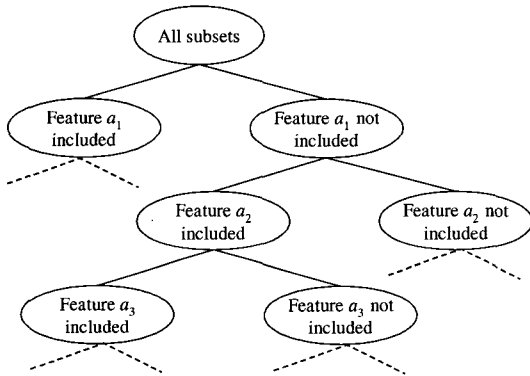 All subsets
Feature a₁
included
Feature a₁ not
included
Feature a₂
included
Feature a₂ not
included
Feature a₃
included
Feature a₃ not
included